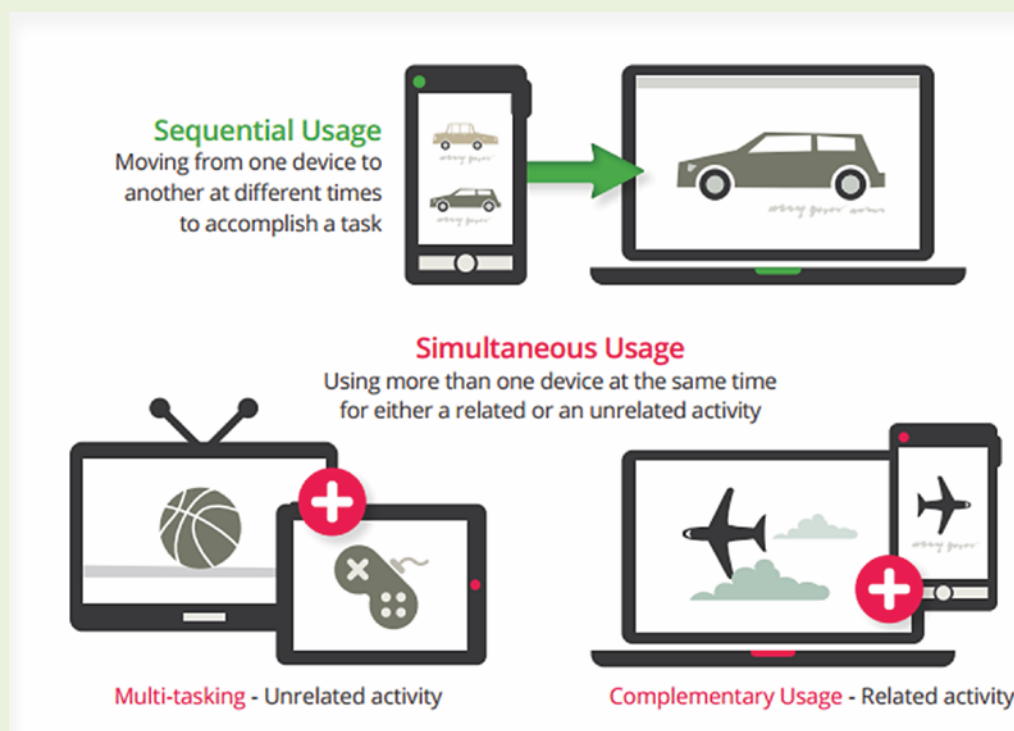 Sequential Usage
Moving from one device to
another at different times
to accomplish a task
Simultaneous Usage
Using more than one device at the same time
for either a related or an unrelated activity
Multi-tasking - Unrelated activity
Complementary Usage - Related activity